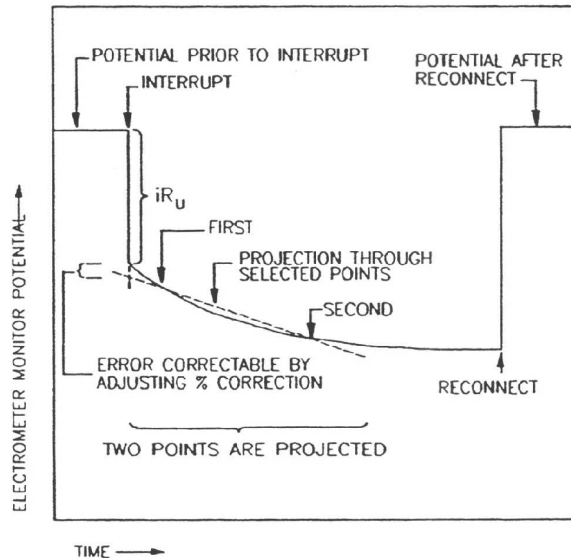 POTENTIAL PRIOR TO INTERRUPT
INTERRUPT
POTENTIAL AFTER
RECONNECT
iRu
FIRST
PROJECTION THROUGH
SELECTED POINTS
SECOND
ERROR CORRECTABLE BY
ADJUSTING % CORRECTION
RECONNECT
TWO POINTS ARE PROJECTED
ELECTROMETER MONITOR POTENTIAL
TIME